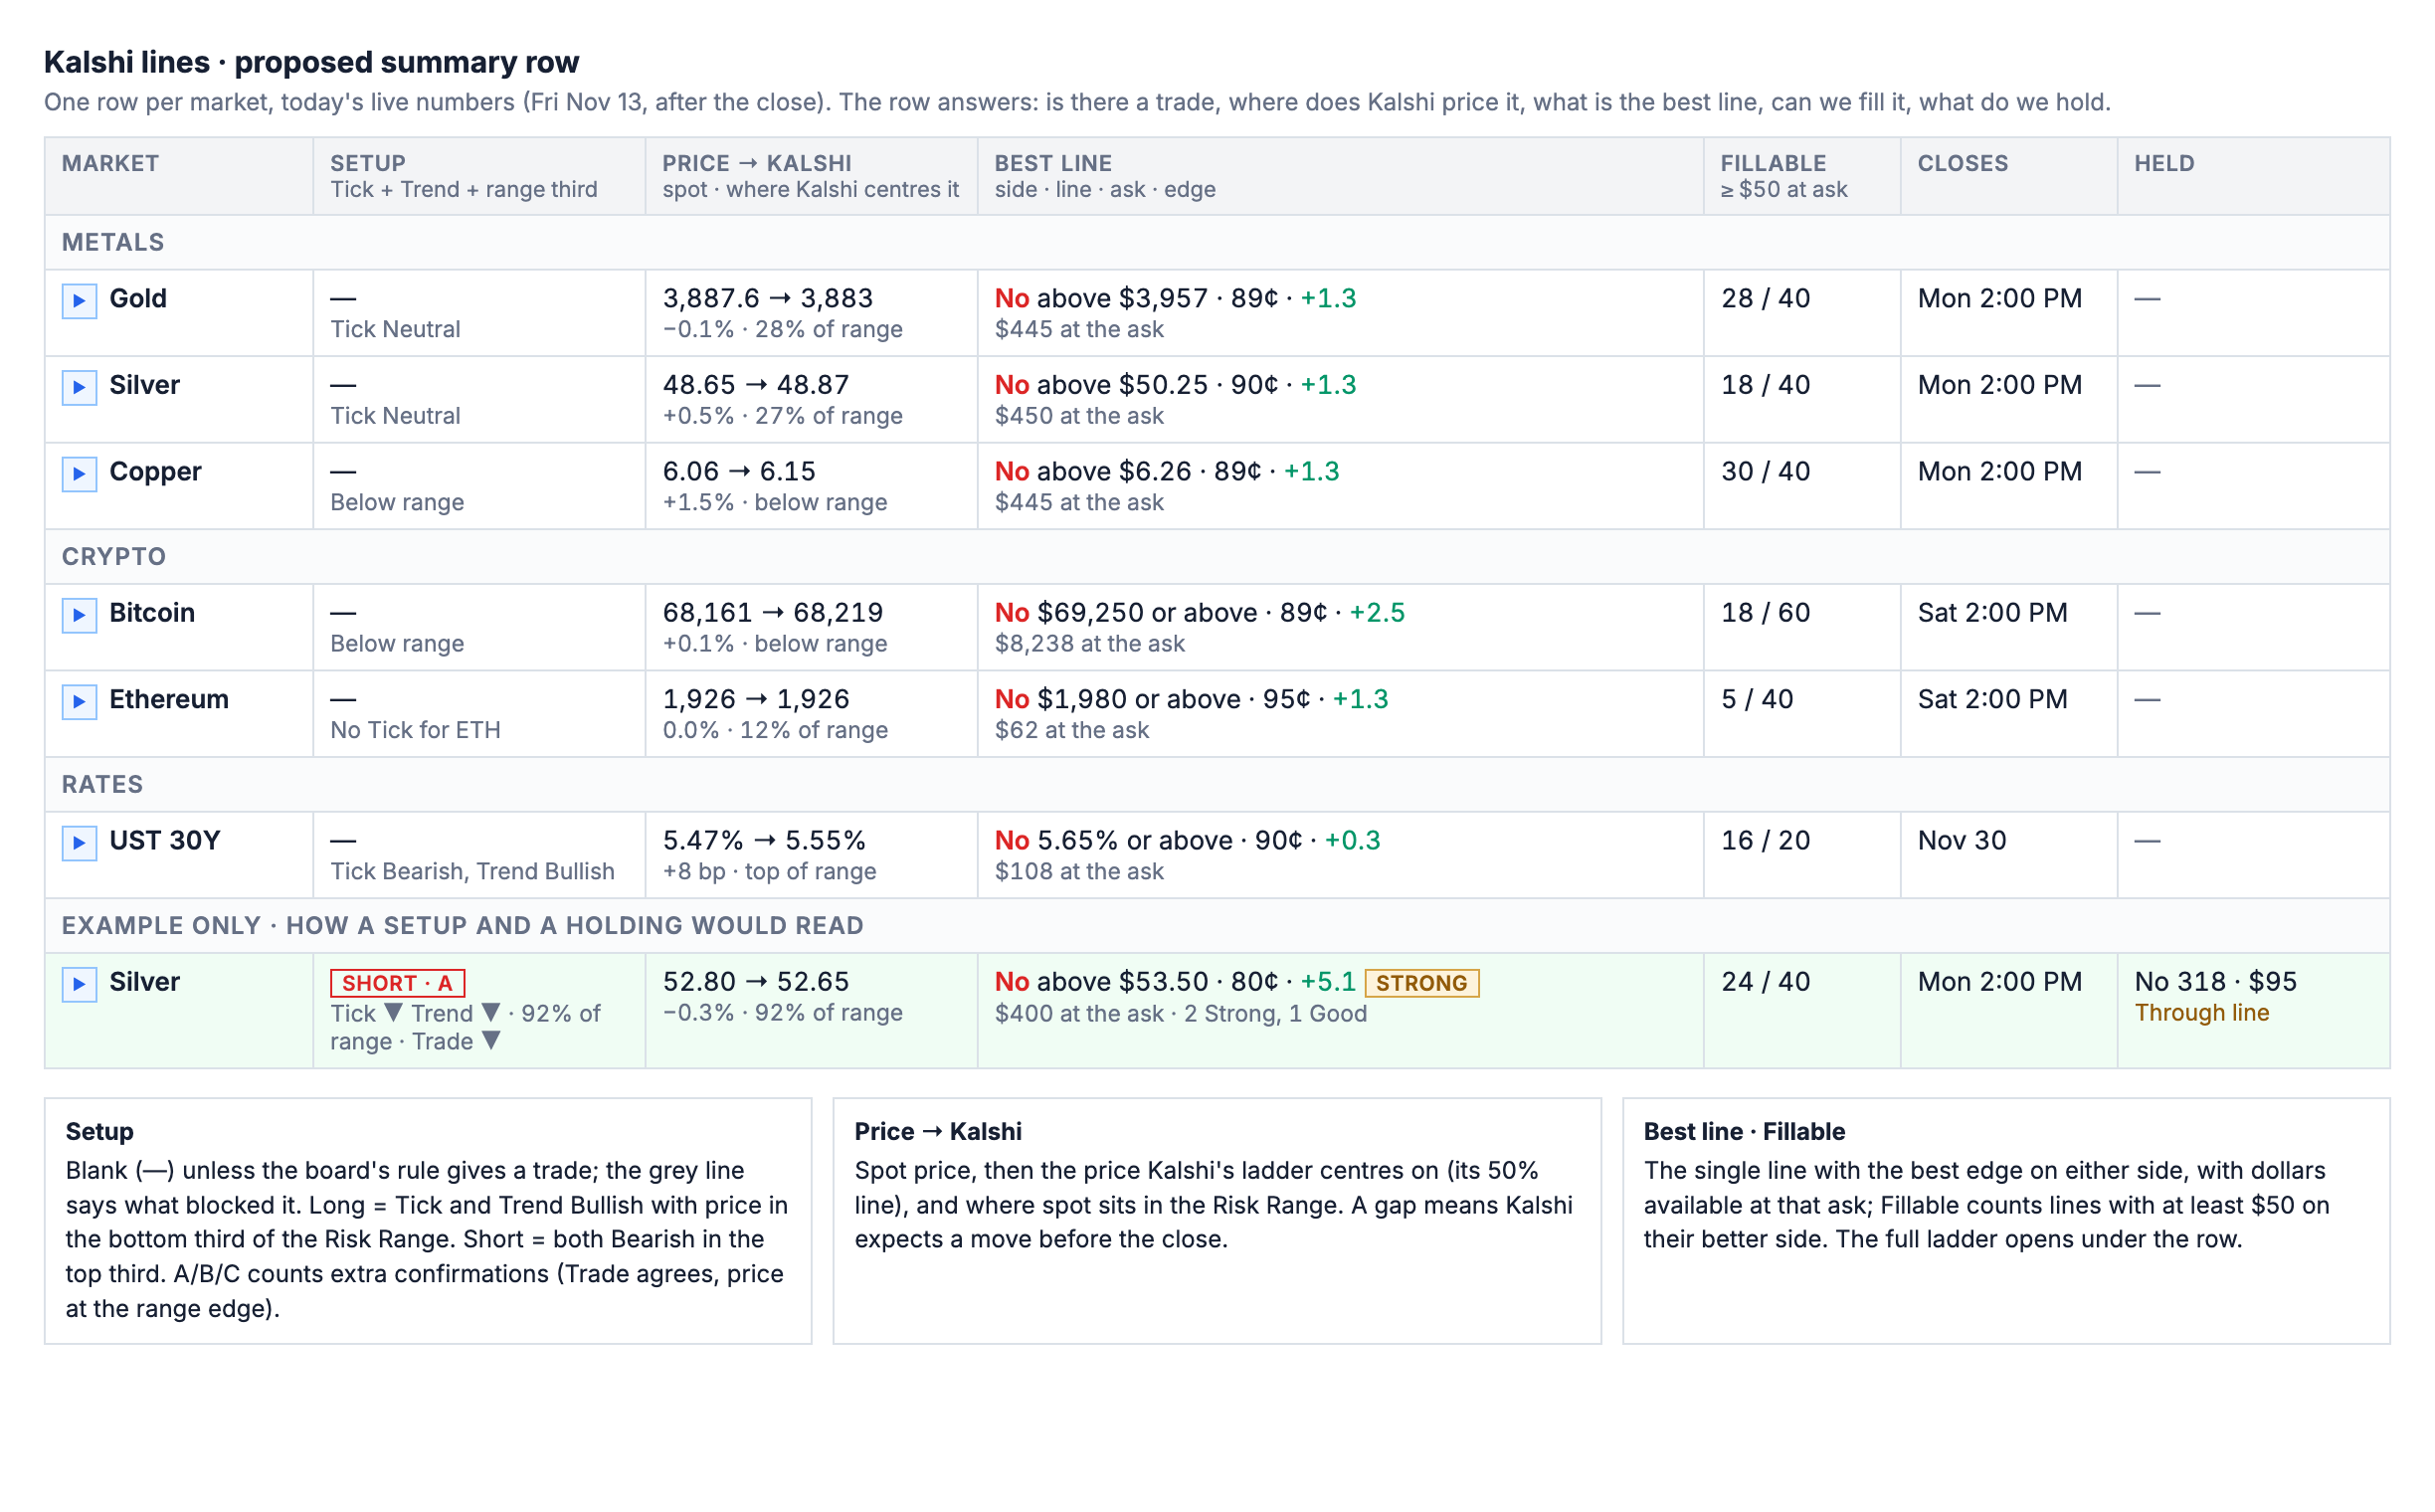 Kalshi lines · proposed summary row
One row per market, today's live numbers (Fri Nov 13, after the close). The row answers: is there a trade, where does Kalshi price it, what is the best line, can we fill it, what do we hold.
MARKET SETUP PRICE → KALSHI BEST LINE FILLABLE CLOSES HELD
Tick + Trend + range third spot · where Kalshi centres it side · line · ask · edge ≥ $50 at ask
METALS
▶ Gold — 3,887.6 → 3,883 No above $3,957 · 89¢ · +1.3 28 / 40 Mon 2:00 PM —
Tick Neutral −0.1% · 28% of range $445 at the ask
▶ Silver — 48.65 → 48.87 No above $50.25 · 90¢ · +1.3 18 / 40 Mon 2:00 PM —
Tick Neutral +0.5% · 27% of range $450 at the ask
▶ Copper — 6.06 → 6.15 No above $6.26 · 89¢ · +1.3 30 / 40 Mon 2:00 PM —
Below range +1.5% · below range $445 at the ask
CRYPTO
▶ Bitcoin — 68,161 → 68,219 No $69,250 or above · 89¢ · +2.5 18 / 60 Sat 2:00 PM —
Below range +0.1% · below range $8,238 at the ask
▶ Ethereum — 1,926 → 1,926 No $1,980 or above · 95¢ · +1.3 5 / 40 Sat 2:00 PM —
No Tick for ETH 0.0% · 12% of range $62 at the ask
RATES
▶ UST 30Y — 5.47% → 5.55% No 5.65% or above · 90¢ · +0.3 16 / 20 Nov 30 —
Tick Bearish, Trend Bullish +8 bp · top of range $108 at the ask
EXAMPLE ONLY · HOW A SETUP AND A HOLDING WOULD READ
▶ Silver SHORT · A 52.80 → 52.65 No above $53.50 · 80¢ · +5.1 STRONG 24 / 40 Mon 2:00 PM No 318 · $95
Tick ▼ Trend ▼ · 92% of −0.3% · 92% of range $400 at the ask · 2 Strong, 1 Good Through line
range · Trade ▼
Setup
Blank (—) unless the board's rule gives a trade; the grey line
says what blocked it. Long = Tick and Trend Bullish with price in
the bottom third of the Risk Range. Short = both Bearish in the
top third. A/B/C counts extra confirmations (Trade agrees, price
at the range edge).
Price → Kalshi
Spot price, then the price Kalshi's ladder centres on (its 50%
line), and where spot sits in the Risk Range. A gap means Kalshi
expects a move before the close.
Best line · Fillable
The single line with the best edge on either side, with dollars
available at that ask; Fillable counts lines with at least $50 on
their better side. The full ladder opens under the row.